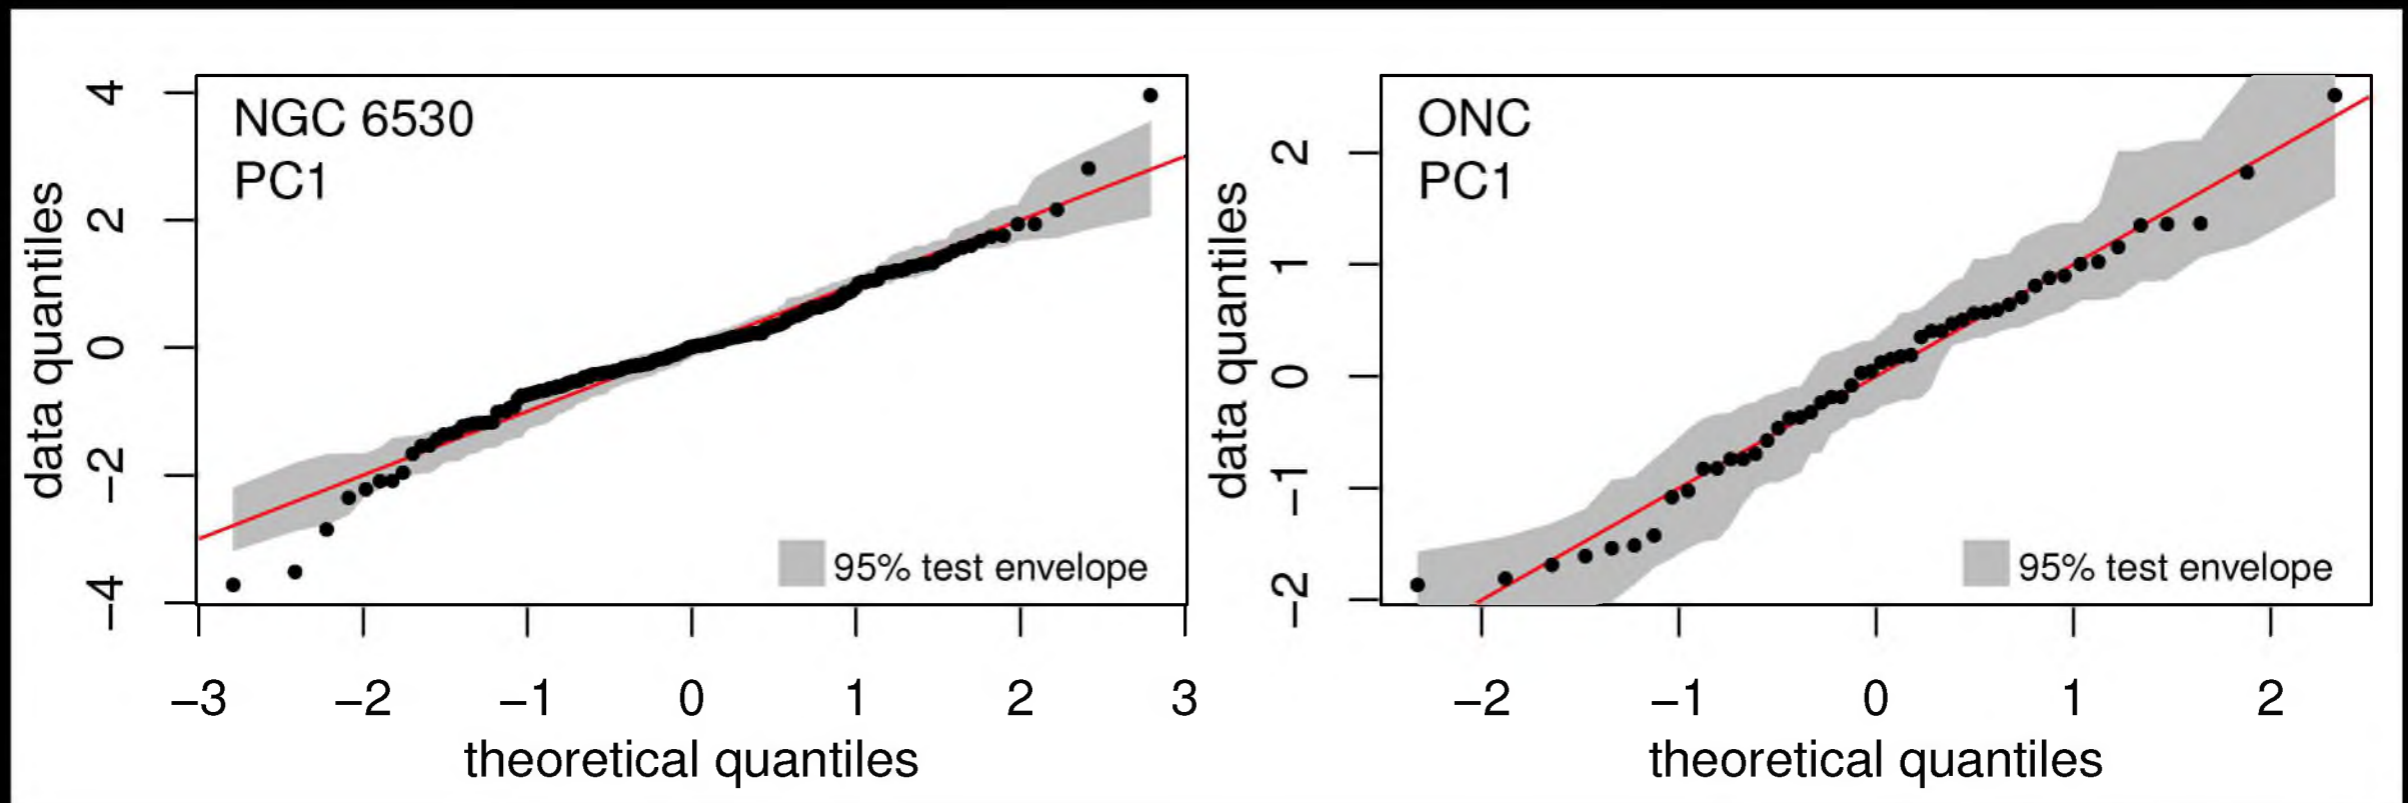 NGC 6530
PC1
data quantiles
4
2
0
−2
−4
95% test envelope
−3 −2 −1 0 1 2 3
theoretical quantiles
ONC
PC1
data quantiles
2
1
0
−1
−2
95% test envelope
−2 −1 0 1 2
theoretical quantiles